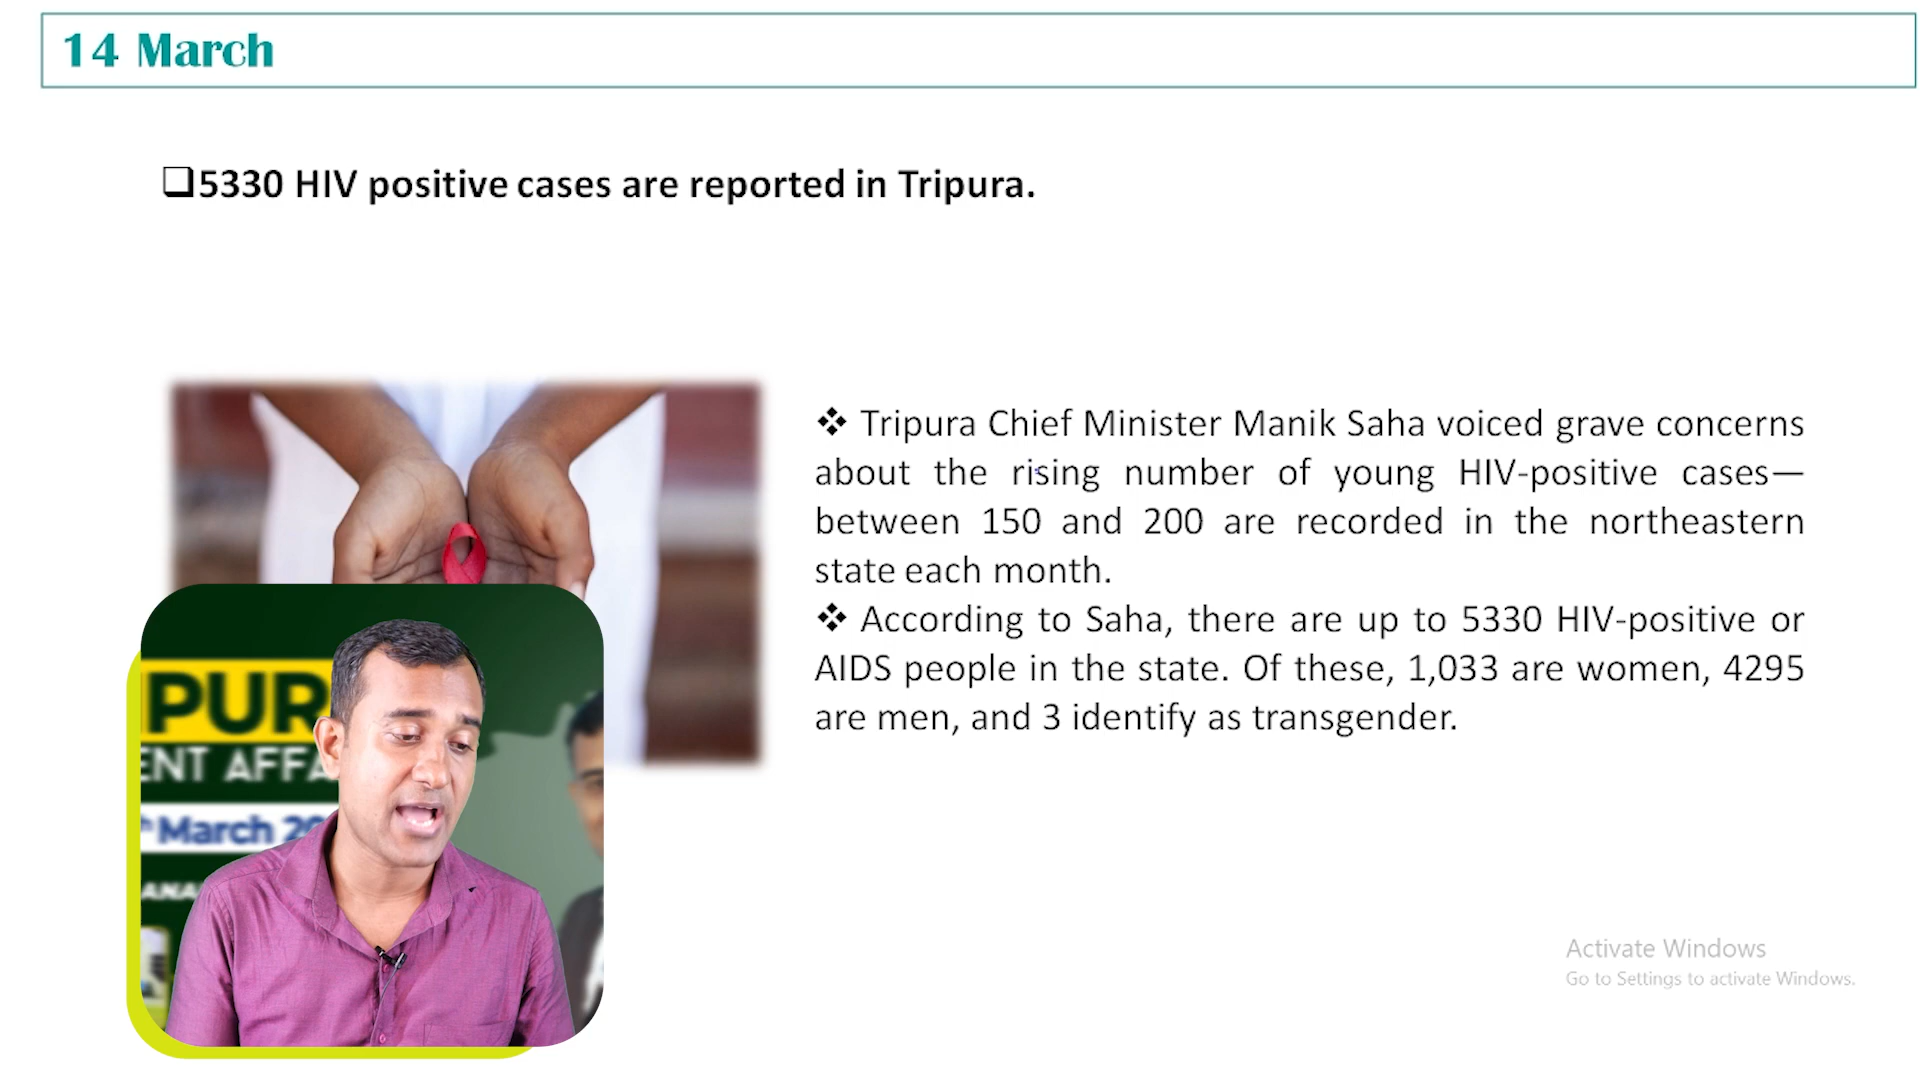 14 March
❑5330 HIV positive cases are reported in Tripura.
❖ Tripura Chief Minister Manik Saha voiced grave concerns
about the rising number of young HIV-positive cases—
between 150 and 200 are recorded in the northeastern
state each month.
❖ According to Saha, there are up to 5330 HIV-positive or
AIDS people in the state. Of these, 1,033 are women, 4295
are men, and 3 identify as transgender.
PUR
ENT AFFA
March 20
ANA
Activate Windows
Go to Settings to activate Windows.